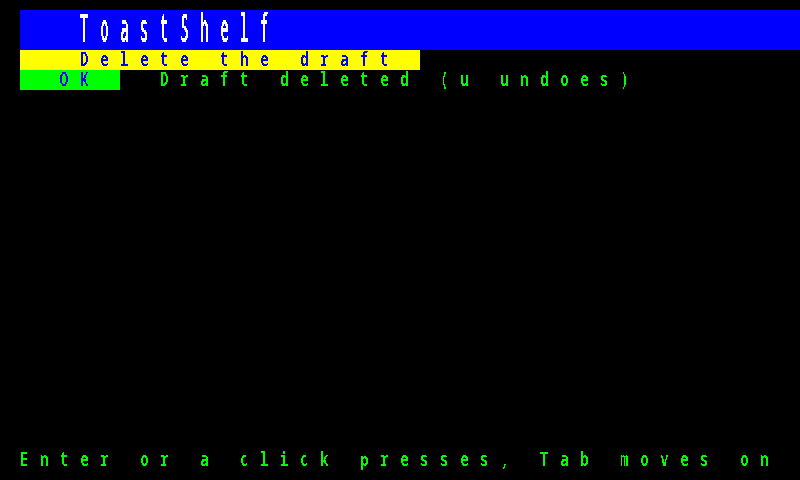 ToastShelf
Delete the draft
OK Draft deleted (u undoes)
Enter or a click presses, Tab moves on